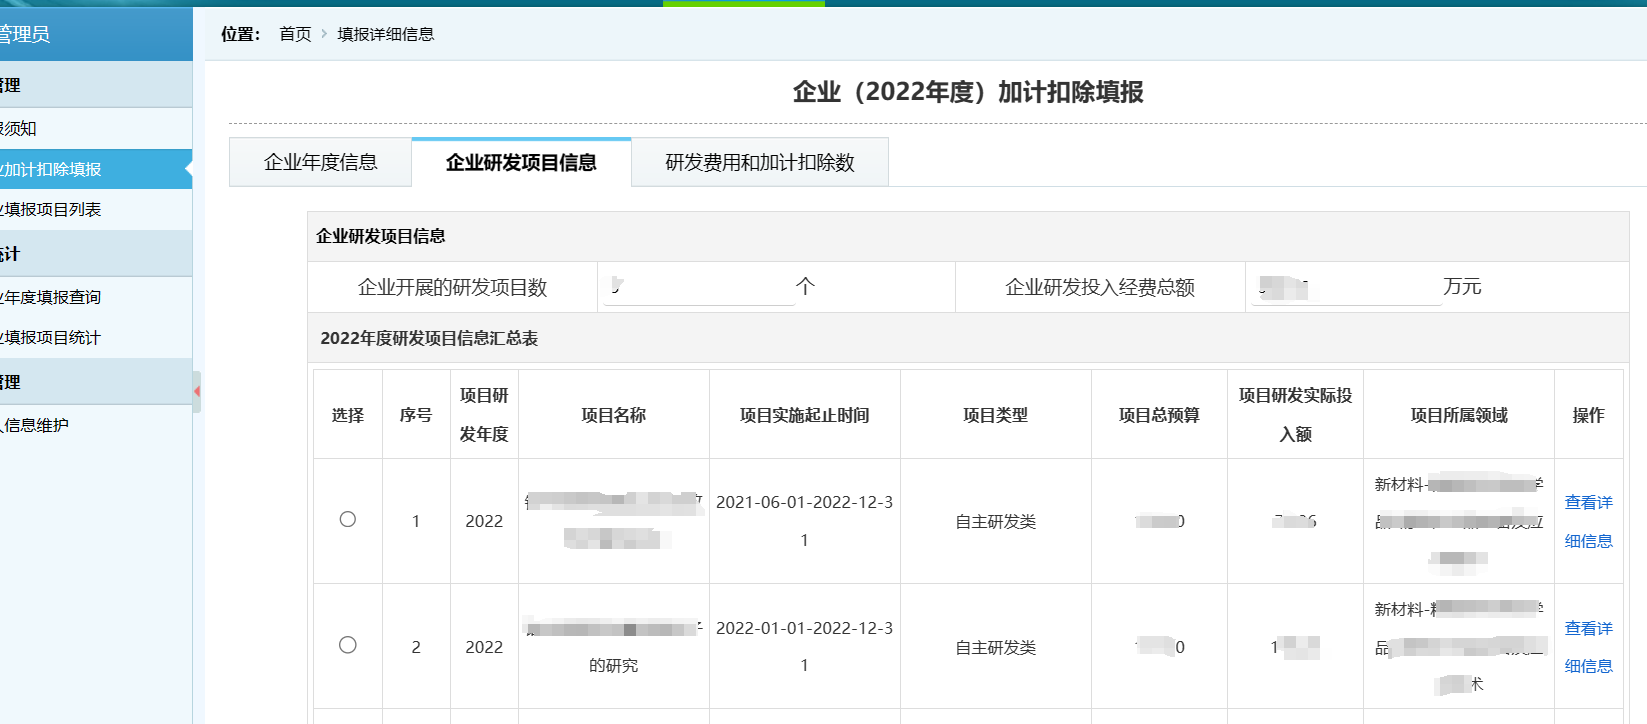 管理员
位置： 首页 > 填报详细信息
管理
须知
加计扣除填报
填报项目列表
统计
年度填报查询
填报项目统计
管理
信息维护
企业（2022年度）加计扣除填报
企业年度信息 企业研发项目信息 研发费用和加计扣除数
企业研发项目信息
企业开展的研发项目数 个 企业研发投入经费总额 万元
2022年度研发项目信息汇总表
选择 序号 项目研发年度 项目名称 项目实施起止时间 项目类型 项目总预算 项目研发实际投入额 项目所属领域 操作
1 2022 2021-06-01-2022-12-31 自主研发类 新材料- 查看详细信息
2 2022 的研究 2022-01-01-2022-12-31 自主研发类 新材料- 品 术 查看详细信息